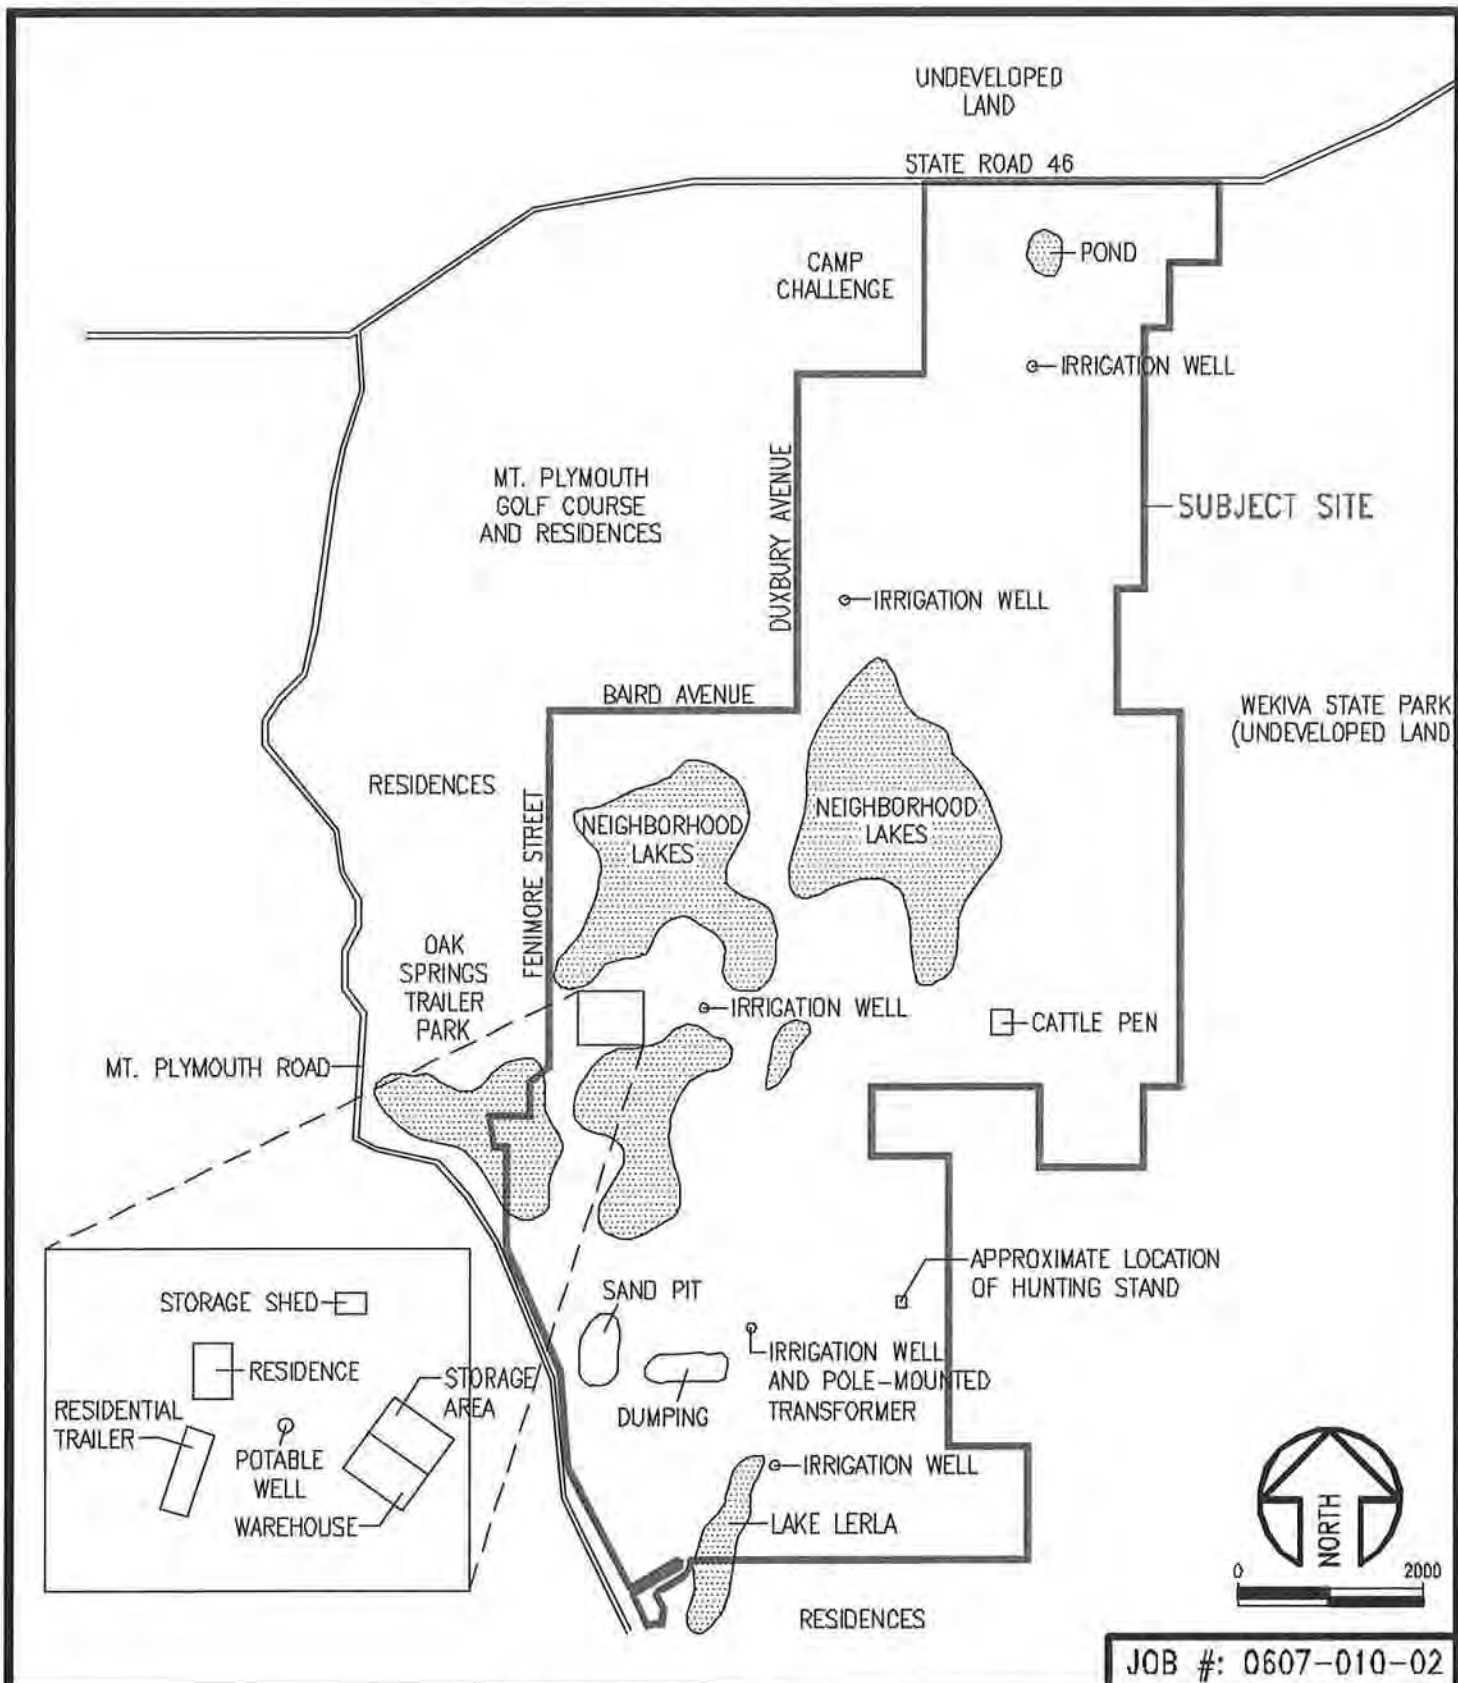 UNDEVELOPED
LAND
STATE ROAD 46
POND
CAMP
CHALLENGE
IRRIGATION WELL
MT. PLYMOUTH
GOLF COURSE
AND RESIDENCES
DUXBURY AVENUE
SUBJECT SITE
IRRIGATION WELL
BAIRD AVENUE
WEKIVA STATE PARK
(UNDEVELOPED LAND
RESIDENCES
FENIMORE STREET
NEIGHBORHOOD
LAKES
NEIGHBORHOOD
LAKES
OAK
SPRINGS
TRAILER
PARK
IRRIGATION WELL
CATTLE PEN
MT. PLYMOUTH ROAD
APPROXIMATE LOCATION
OF HUNTING STAND
SAND PIT
STORAGE SHED
IRRIGATION WELL
AND POLE-MOUNTED
TRANSFORMER
RESIDENCE
STORAGE
AREA
DUMPING
RESIDENTIAL
TRAILER
POTABLE
WELL
WAREHOUSE
IRRIGATION WELL
LAKE LERLA
NORTH
0 2000
RESIDENCES
JOB #: 0607-010-02